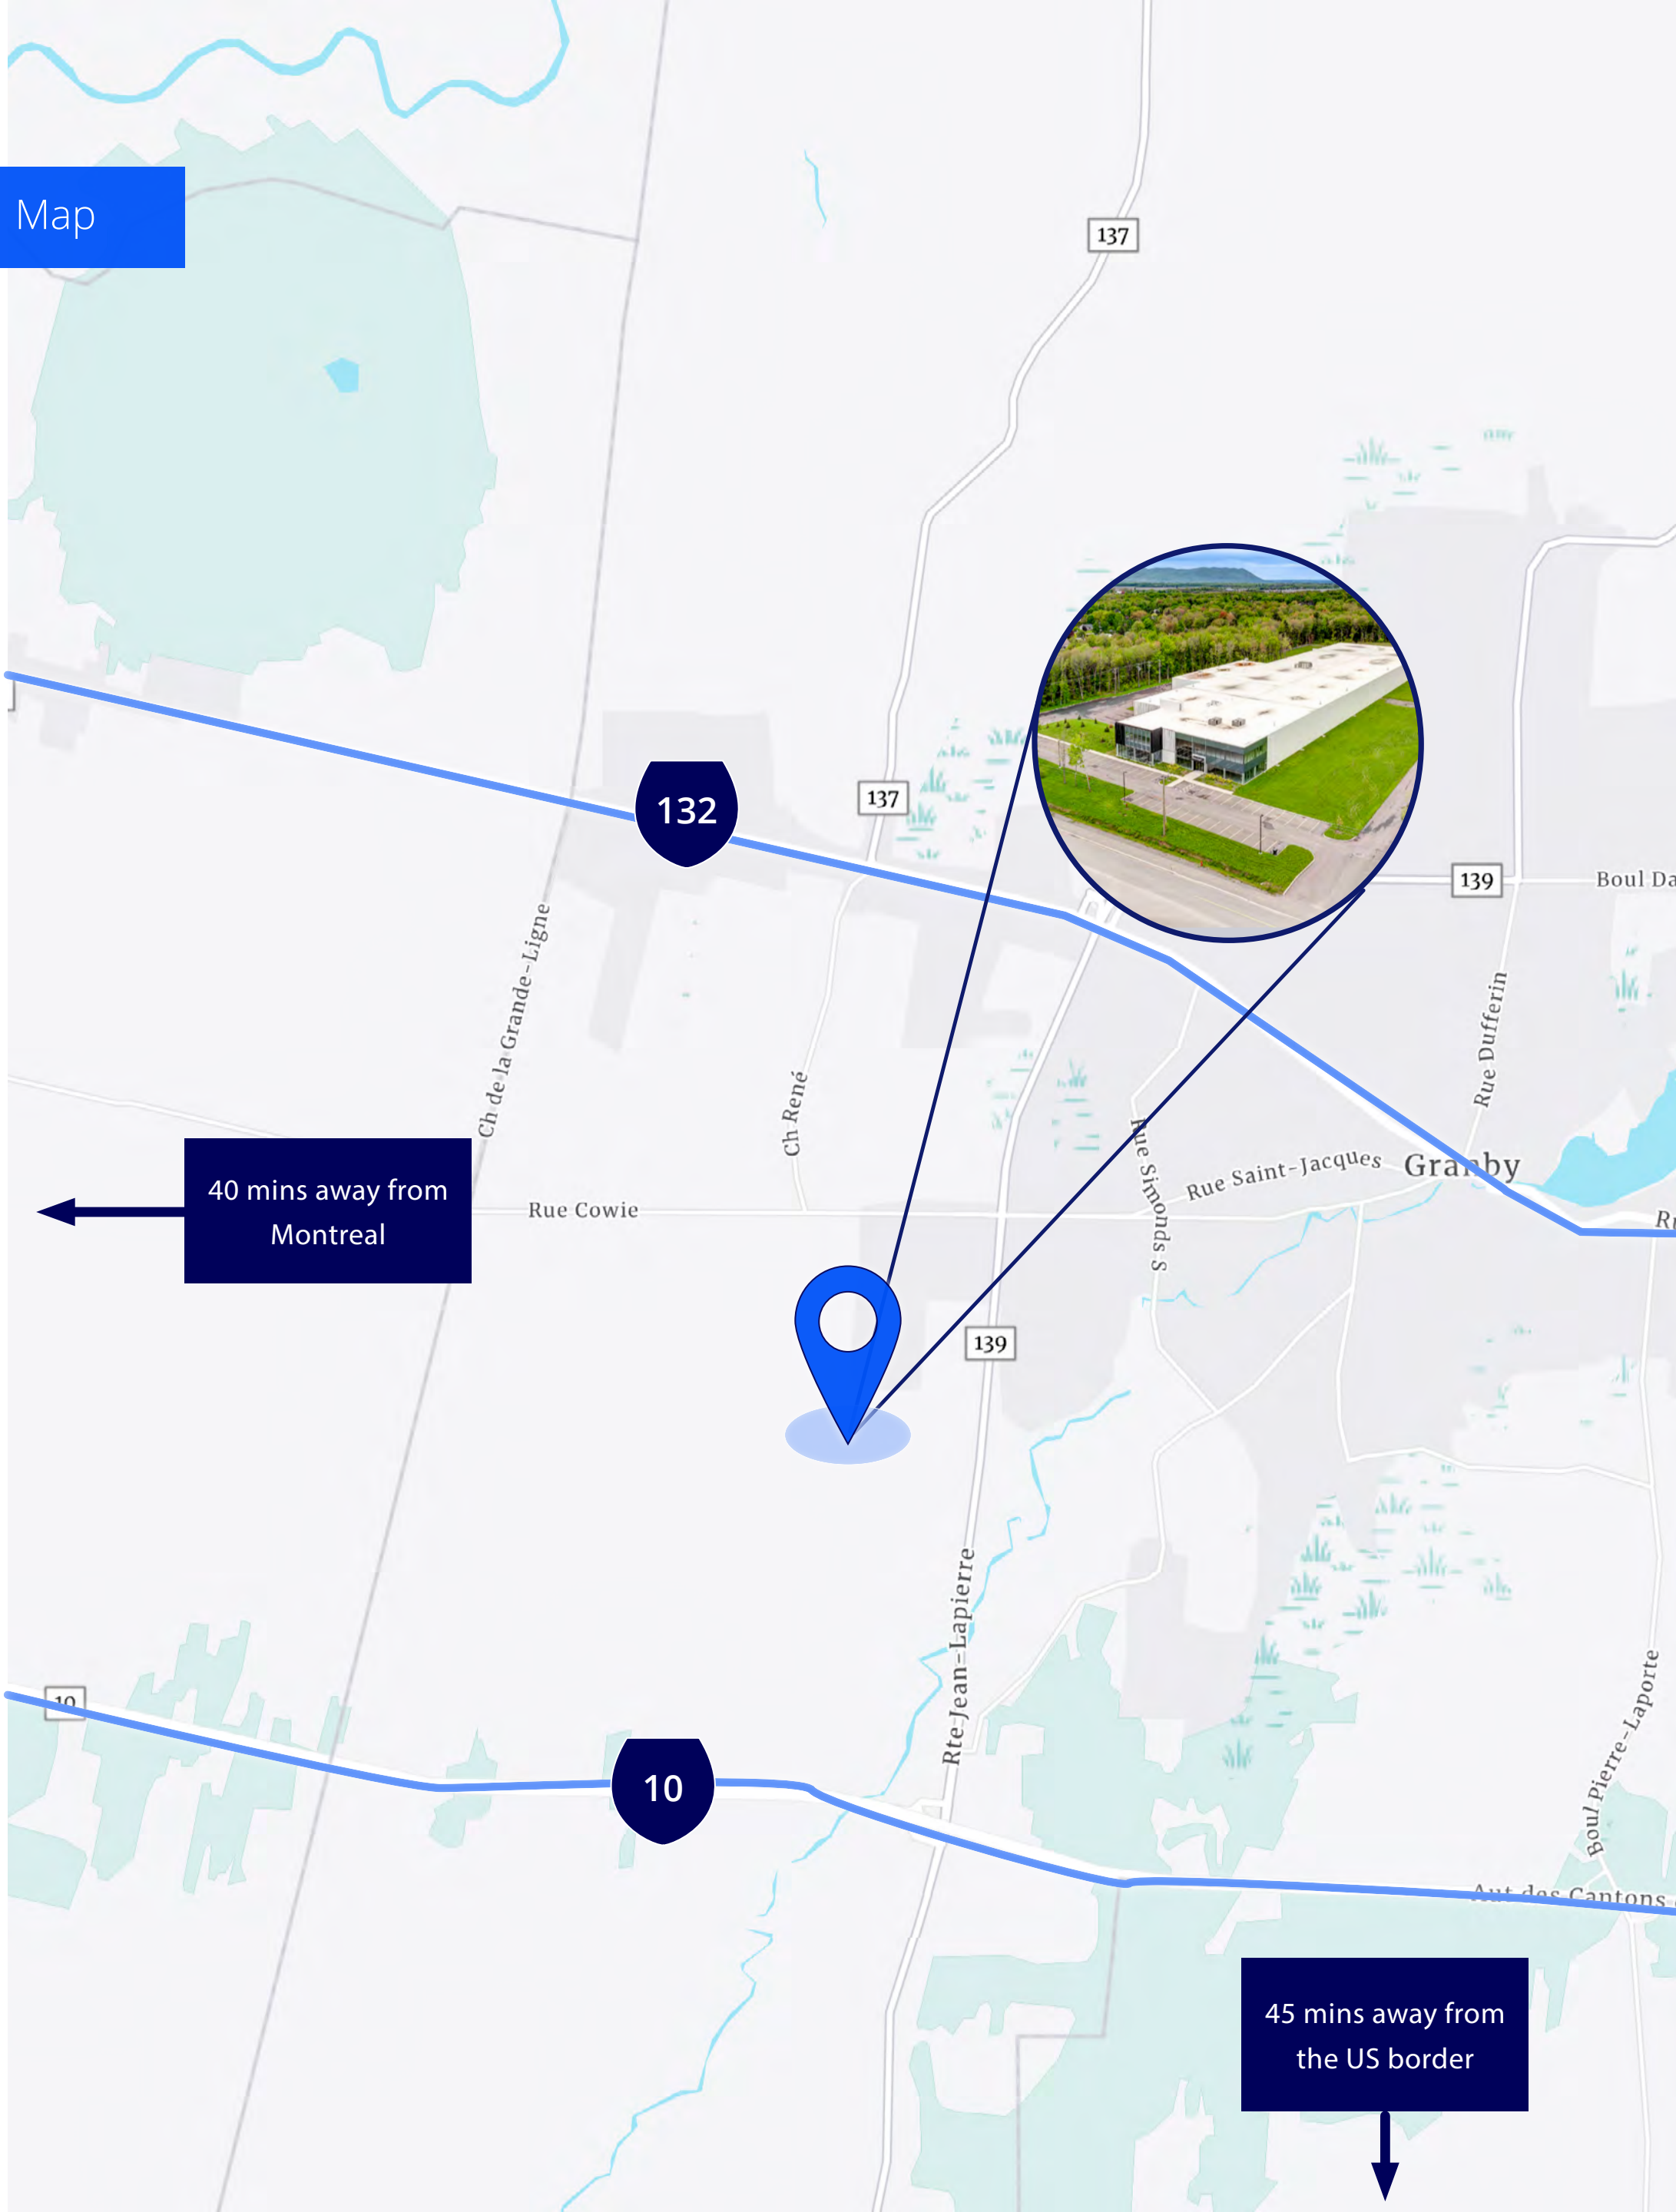 Map
137
132
137
139
Boul Da
Ch de la Grande-Ligne
Rue Dufferin
Ch René
Rue Simonds S
Rue Saint-Jacques
Granby
40 mins away from
Montreal
Rue Cowie
139
Rte Jean-Lapierre
Boul Pierre-Laporte
10
10
Aut des Cantons
45 mins away from
the US border